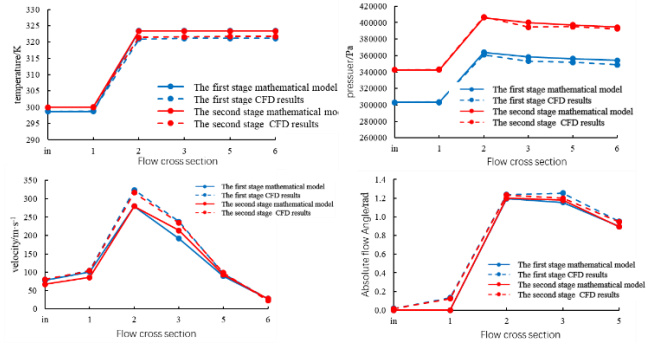 330
325
320
315
310
305
300
295
290
temperature/K
The first stage mathematical model
The first stage CFD results
The second stage mathematical model
The second stage CFD results
in 1 2 3 5 6
Flow cross section
400000
380000
360000
340000
320000
300000
280000
260000
pressuer/Pa
The first stage mathematical model
The first stage CFD results
The second stage mathematical model
The second stage CFD results
in 1 2 3 5 6
Flow cross section
350
300
250
200
150
100
50
0
velocity/m·s⁻¹
The first stage mathematical model
The first stage CFD results
The second stage mathematical model
The second stage CFD results
in 1 2 3 5 6
Flow cross section
1.4
1.2
1.0
0.8
0.6
0.4
0.2
0.0
Absolute flow Angle/rad
The first stage mathematical model
The first stage CFD results
The second stage mathematical model
The second stage CFD results
in 1 2 3 5
Flow cross section